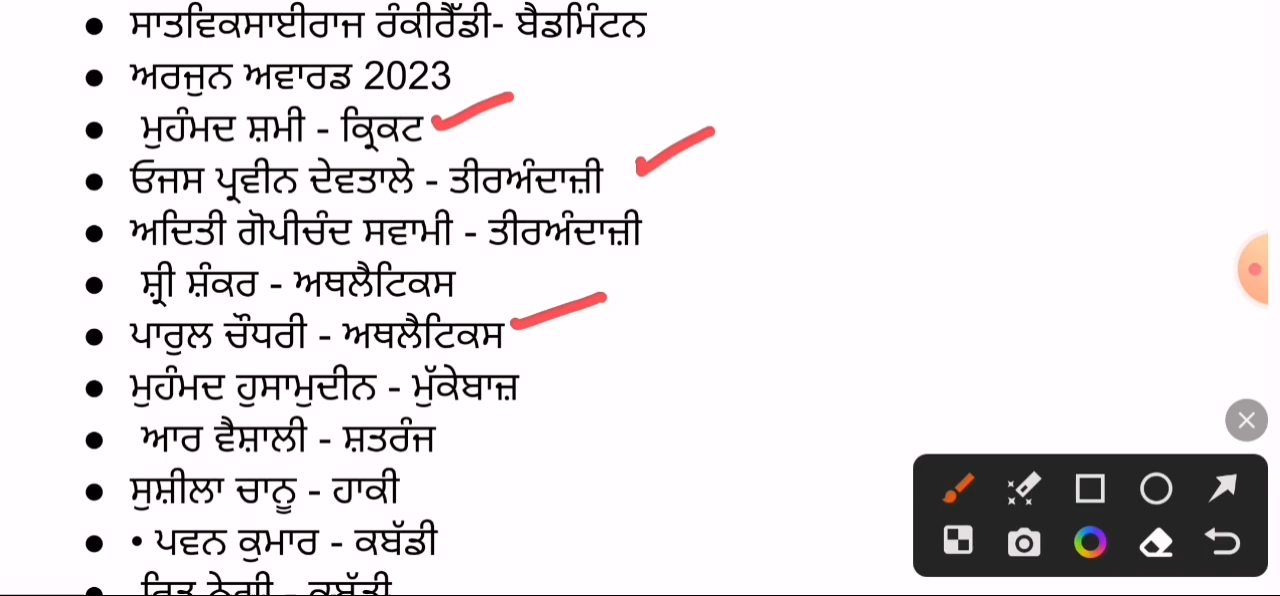 ● ਸਾਤਵਿਕਸਾਈਰਾਜ ਰੰਕੀਰੈੱਡੀ- ਬੈਡਮਿੰਟਨ
● ਅਰਜੁਨ ਅਵਾਰਡ 2023
● ਮੁਹੰਮਦ ਸ਼ਮੀ - ਕ੍ਰਿਕਟ
● ਓਜਸ ਪ੍ਰਵੀਨ ਦੇਵਤਾਲੇ - ਤੀਰਅੰਦਾਜ਼ੀ
● ਅਦਿਤੀ ਗੋਪੀਚੰਦ ਸਵਾਮੀ - ਤੀਰਅੰਦਾਜ਼ੀ
● ਸ਼੍ਰੀ ਸ਼ੰਕਰ - ਅਥਲੈਟਿਕਸ
● ਪਾਰੁਲ ਚੌਧਰੀ - ਅਥਲੈਟਿਕਸ
● ਮੁਹੰਮਦ ਹੁਸਾਮੁਦੀਨ - ਮੁੱਕੇਬਾਜ਼
● ਆਰ ਵੈਸ਼ਾਲੀ - ਸ਼ਤਰੰਜ
● ਸੁਸ਼ੀਲਾ ਚਾਨੂ - ਹਾਕੀ
● • ਪਵਨ ਕੁਮਾਰ - ਕਬੱਡੀ
● ਰਿਤੂ ਨੇਗੀ - ਕਬੱਡੀ